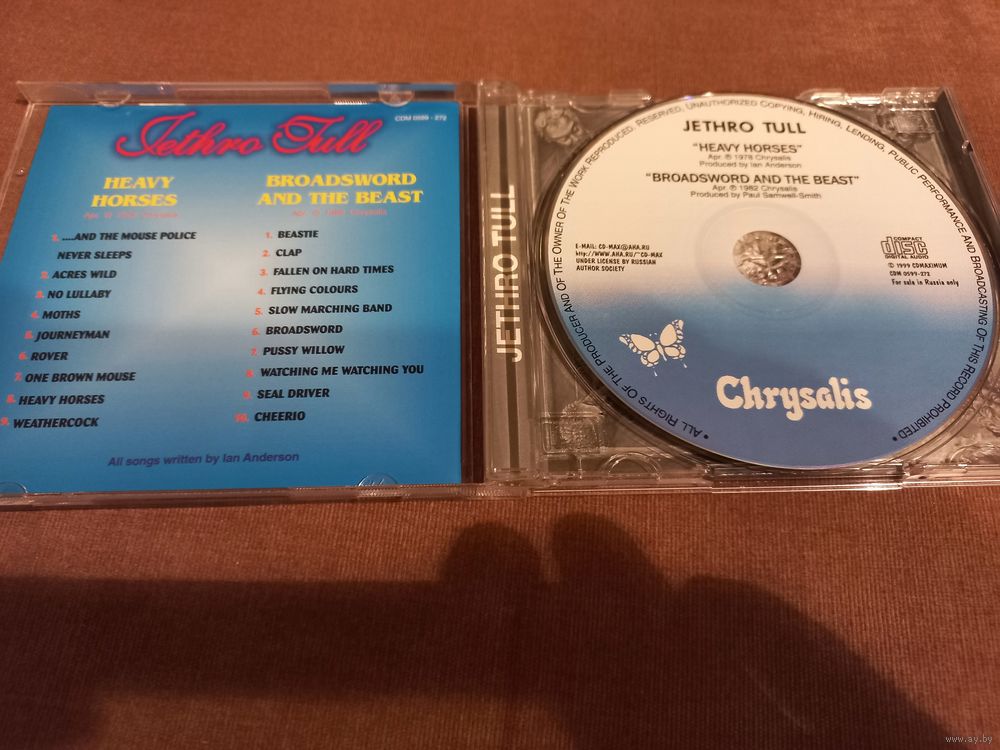 Jethro Tull
CDM 0599 - 272
HEAVY
HORSES
1. ....AND THE MOUSE POLICE
NEVER SLEEPS
2. ACRES WILD
3. NO LULLABY
4. MOTHS
5. JOURNEYMAN
6. ROVER
7. ONE BROWN MOUSE
8. HEAVY HORSES
9. WEATHERCOCK
BROADSWORD
AND THE BEAST
1. BEASTIE
2. CLAP
3. FALLEN ON HARD TIMES
4. FLYING COLOURS
5. SLOW MARCHING BAND
6. BROADSWORD
7. PUSSY WILLOW
8. WATCHING ME WATCHING YOU
9. SEAL DRIVER
10. CHEERIO
All songs written by Ian Anderson
JETHRO TULL
JETHRO TULL
"HEAVY HORSES"
Apr. ℗ 1978 Chrysalis
Produced by Ian Anderson
"BROADSWORD AND THE BEAST"
Apr. ℗ 1982 Chrysalis
Produced by Paul Samwell-Smith
E-MAIL: CD-MAX@AHA.RU
http://WWW.AHA.RU/~CD-MAX
UNDER LICENSE BY RUSSIAN
AUTHOR SOCIETY
COMPACT
disc
DIGITAL AUDIO
© 1999 CDMAXIMUM
CDM 0599-272
For sale in Russia only
Chrysalis
• ALL RIGHTS OF THE PRODUCER AND OF THE OWNER OF THE WORK REPRODUCED. RESERVED, UNAUTHORIZED COPYING, HIRING, LENDING, PUBLIC PERFORMANCE AND BROADCASTING OF THIS RECORD PROHIBITED •
www.ay.by